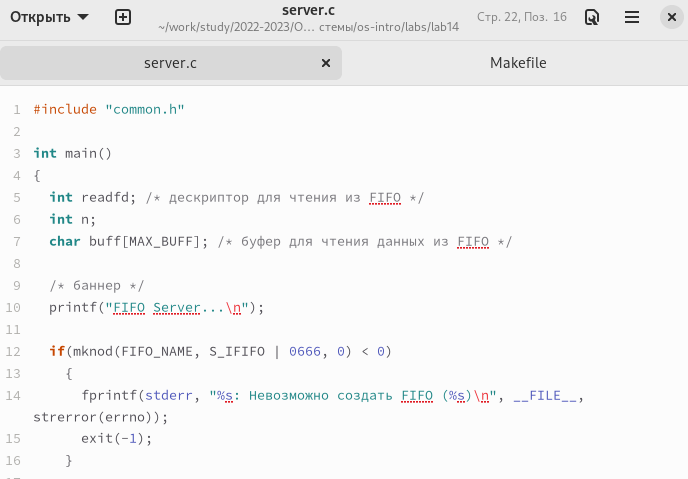 Открыть
server.c
~/work/study/2022-2023/О... стемы/os-intro/labs/lab14
Стр. 22, Поз. 16
server.c
Makefile
1 #include "common.h"
2
3 int main()
4 {
5 int readfd; /* дескриптор для чтения из FIFO */
6 int n;
7 char buff[MAX_BUFF]; /* буфер для чтения данных из FIFO */
8
9 /* баннер */
10 printf("FIFO Server...\n");
11
12 if(mknod(FIFO_NAME, S_IFIFO | 0666, 0) < 0)
13 {
14 fprintf(stderr, "%s: Невозможно создать FIFO (%s)\n", __FILE__,
strerror(errno));
15 exit(-1);
16 }